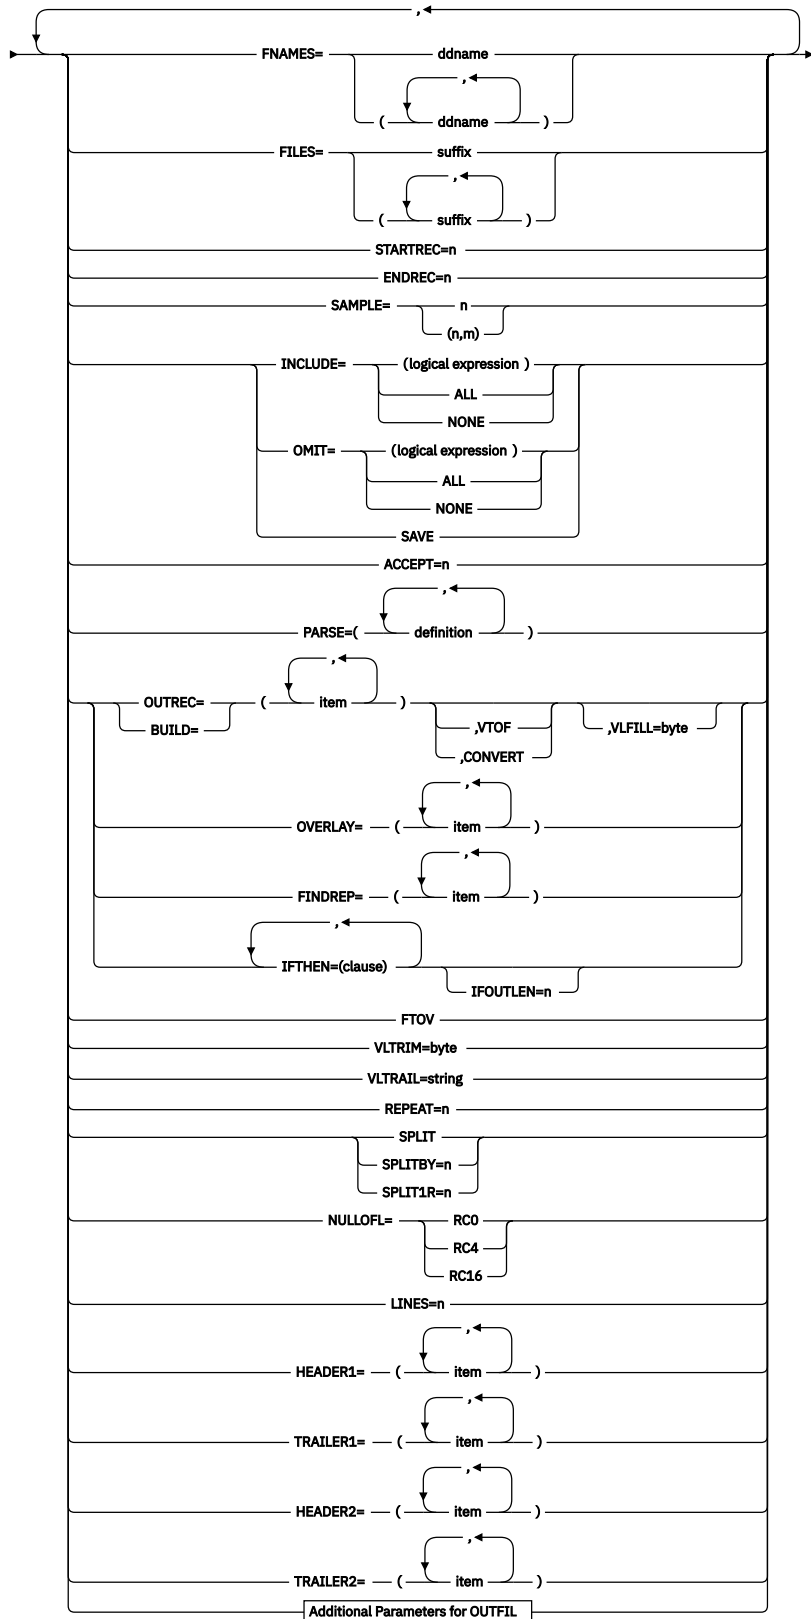 ,
FNAMES= ddname
,
( ddname )
FILES= suffix
,
( suffix )
STARTREC=n
ENDREC=n
SAMPLE= n
(n,m)
INCLUDE= (logical expression )
ALL
NONE
OMIT= (logical expression )
ALL
NONE
SAVE
ACCEPT=n
,
PARSE=( definition )
,
OUTREC= ( item )
BUILD= ,VTOF ,VLFILL=byte
,CONVERT
,
OVERLAY= ( item )
,
FINDREP= ( item )
,
IFTHEN=(clause)
IFOUTLEN=n
FTOV
VLTRIM=byte
VLTRAIL=string
REPEAT=n
SPLIT
SPLITBY=n
SPLIT1R=n
NULLOFL= RC0
RC4
RC16
LINES=n
,
HEADER1= ( item )
,
TRAILER1= ( item )
,
HEADER2= ( item )
,
TRAILER2= ( item )
Additional Parameters for OUTFIL